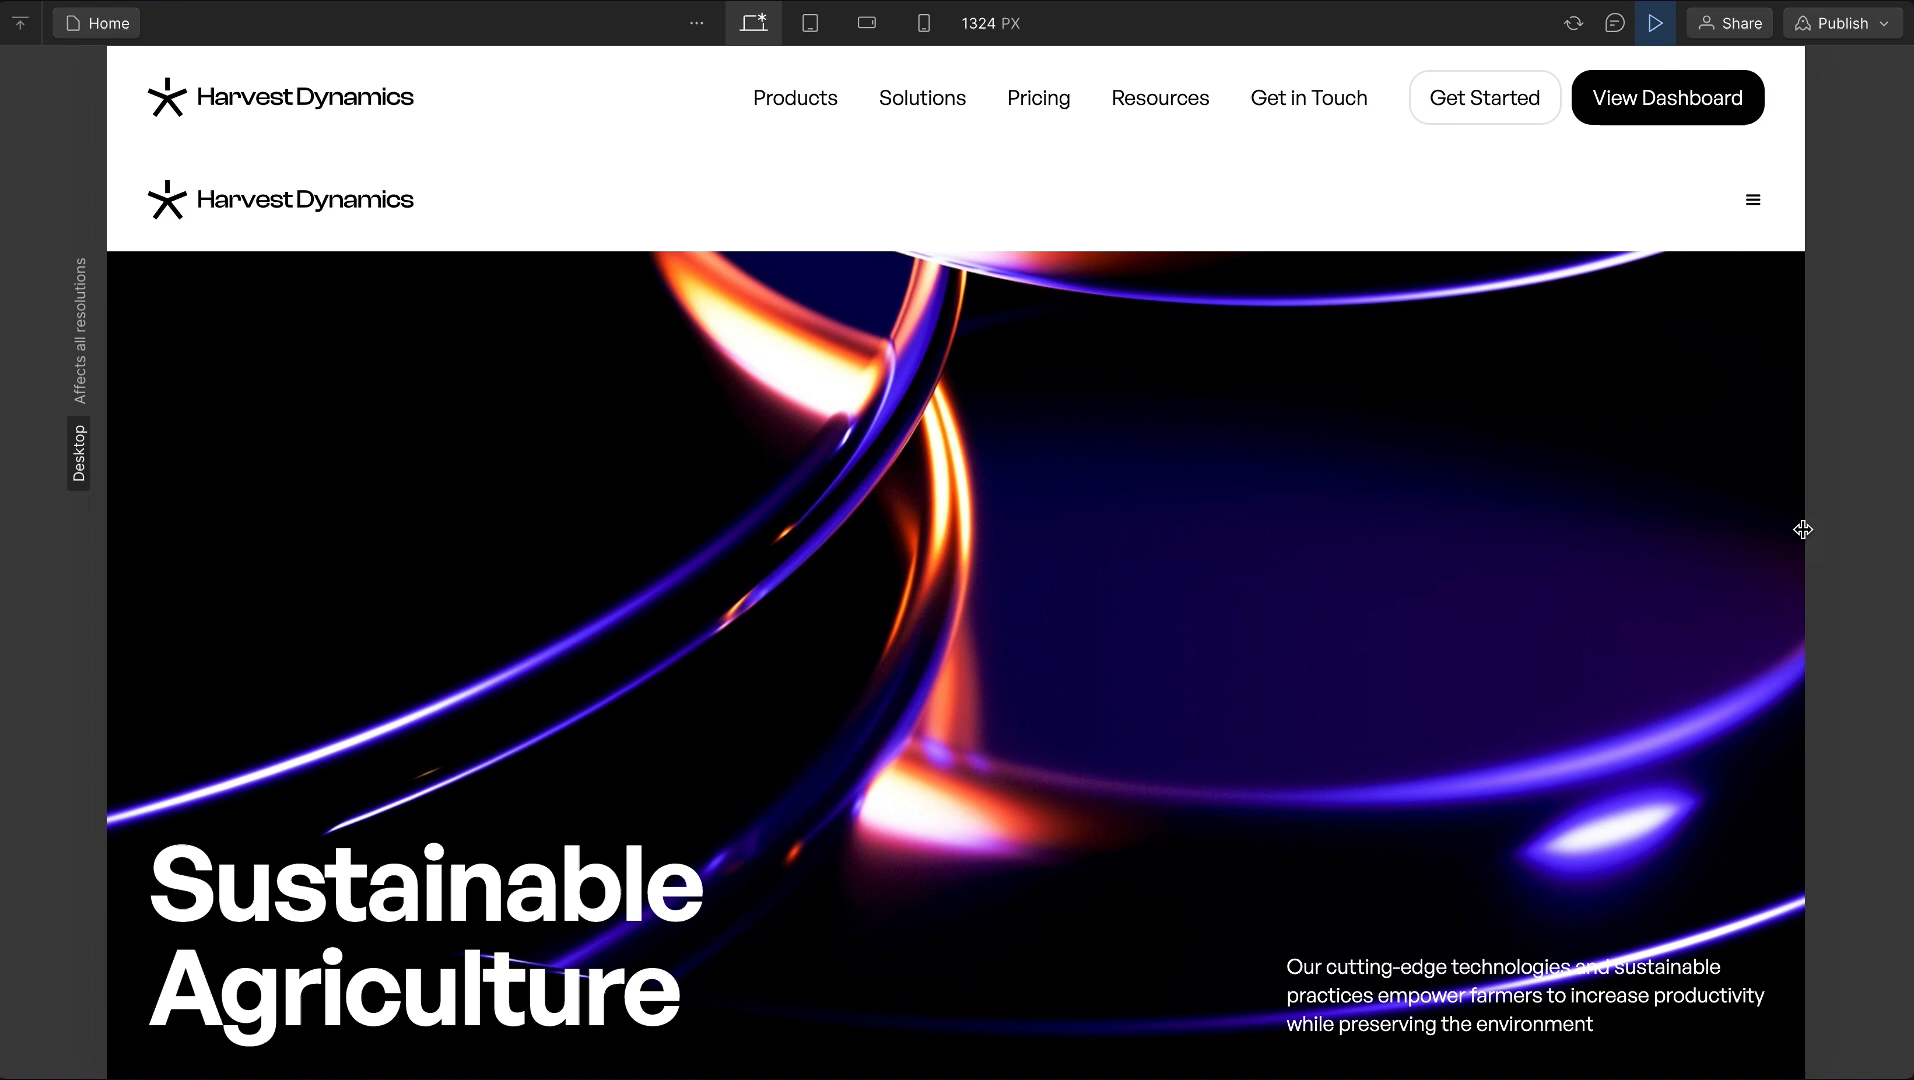 Home
1324 PX
Share
Publish
Harvest Dynamics
Products
Solutions
Pricing
Resources
Get in Touch
Get Started
View Dashboard
Harvest Dynamics
Affects all resolutions
Desktop
Sustainable
Agriculture
Our cutting-edge technologies and sustainable
practices empower farmers to increase productivity
while preserving the environment